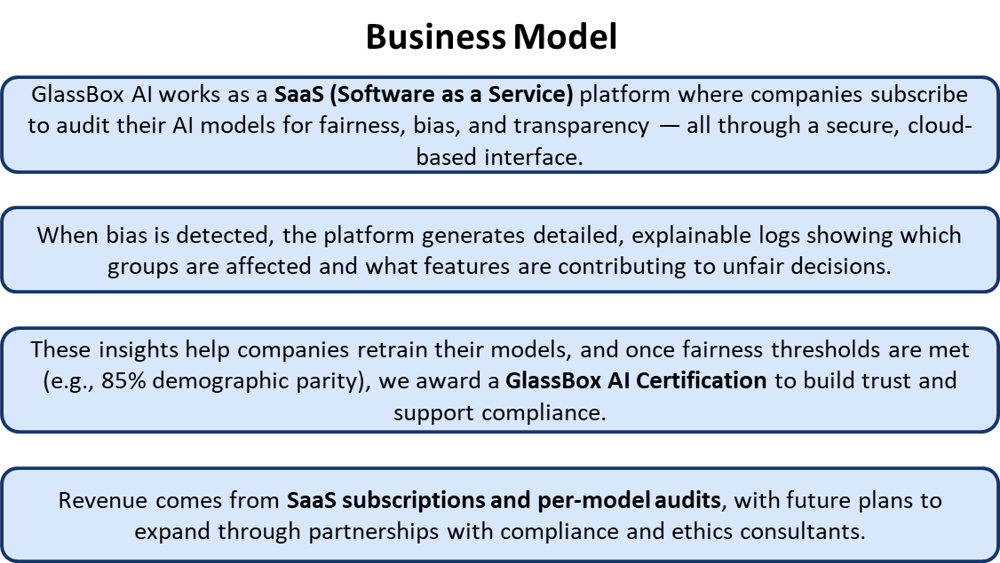 Business Model
GlassBox AI works as a SaaS (Software as a Service) platform where companies subscribe
to audit their AI models for fairness, bias, and transparency — all through a secure, cloud-
based interface.
When bias is detected, the platform generates detailed, explainable logs showing which
groups are affected and what features are contributing to unfair decisions.
These insights help companies retrain their models, and once fairness thresholds are met
(e.g., 85% demographic parity), we award a GlassBox AI Certification to build trust and
support compliance.
Revenue comes from SaaS subscriptions and per-model audits, with future plans to
expand through partnerships with compliance and ethics consultants.